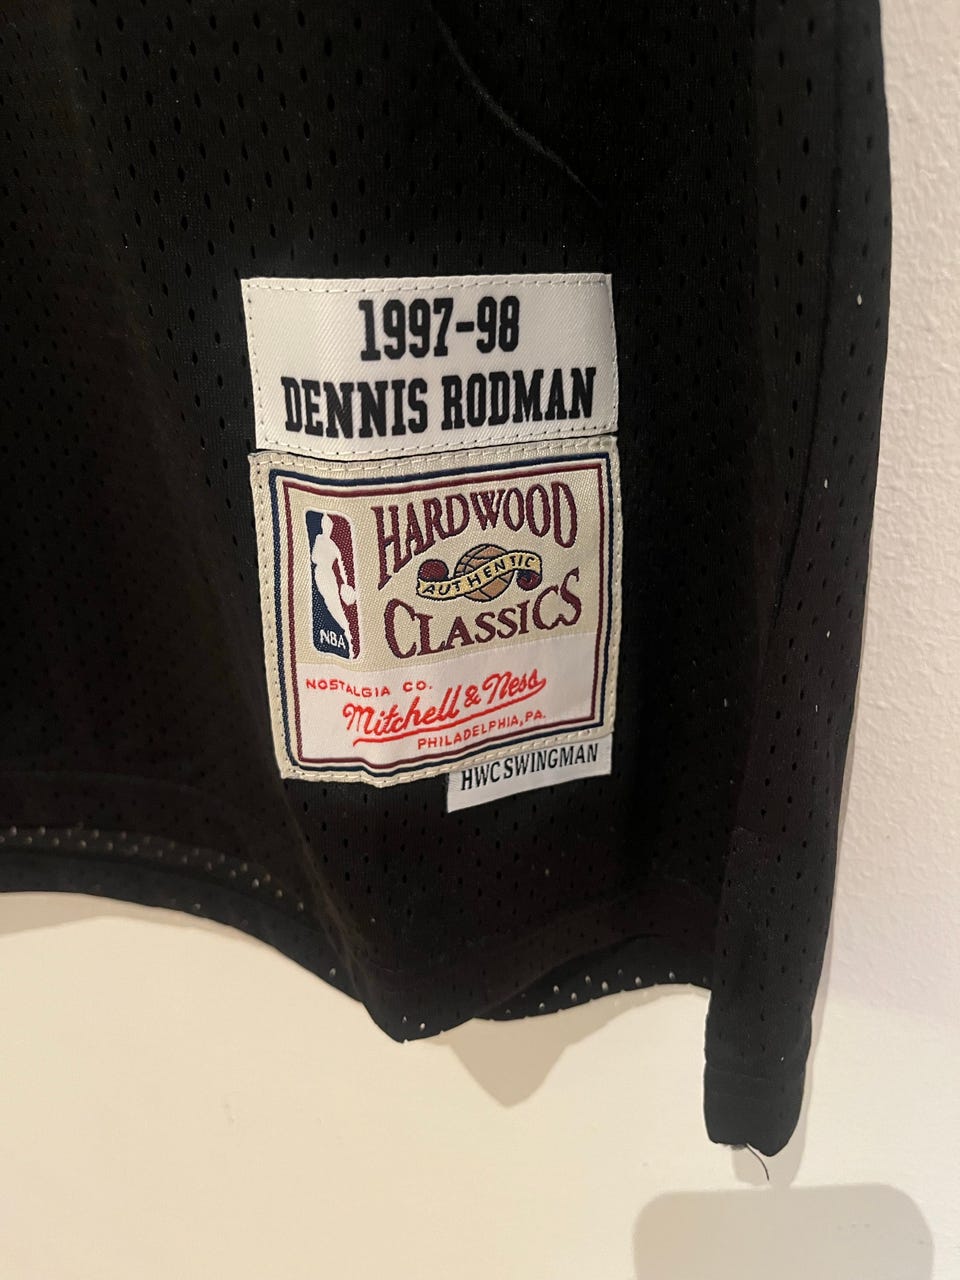 1997-98
DENNIS RODMAN
HARDWOOD
AUTHENTIC
CLASSICS
NBA
NOSTALGIA CO.
Mitchell & Ness
PHILADELPHIA, PA.
HWC SWINGMAN